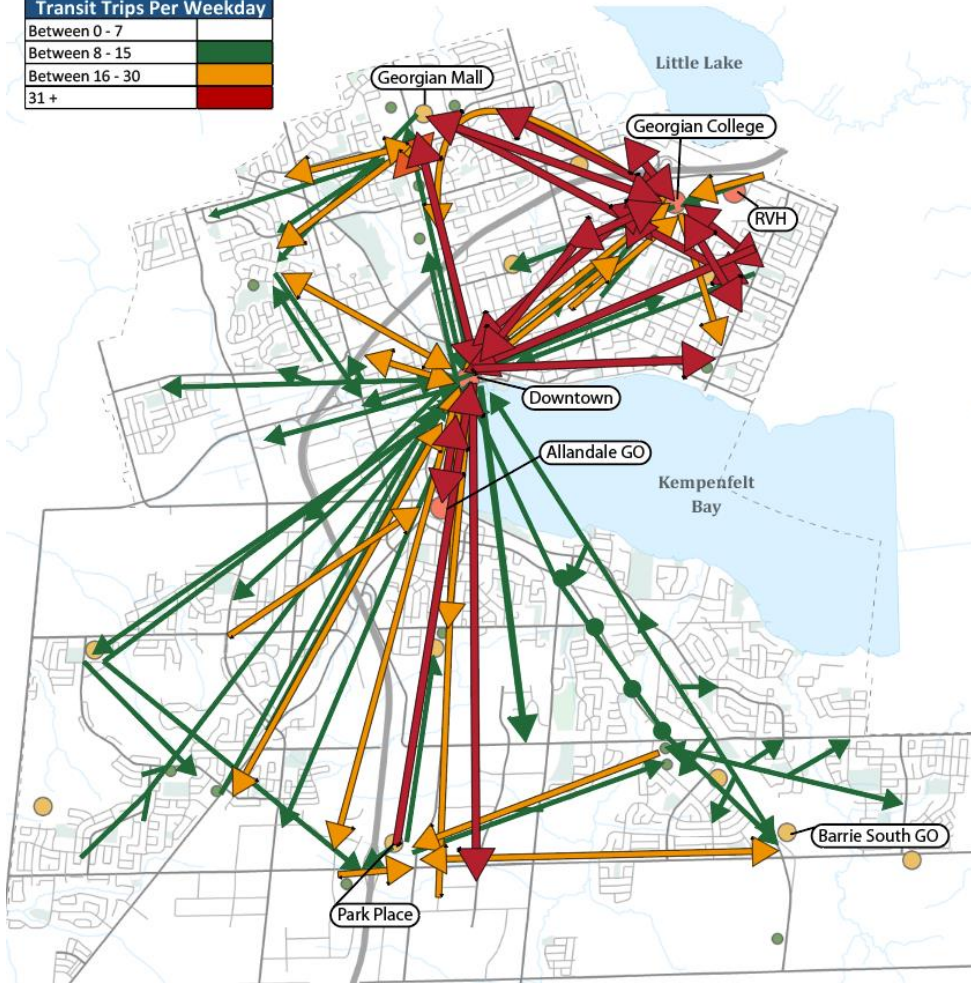 Transit Trips Per Weekday
Between 0 - 7
Between 8 - 15
Between 16 - 30
31 +
Little Lake
Georgian Mall
Georgian College
RVH
Downtown
Allandale GO
Kempenfelt
Bay
Barrie South GO
Park Place